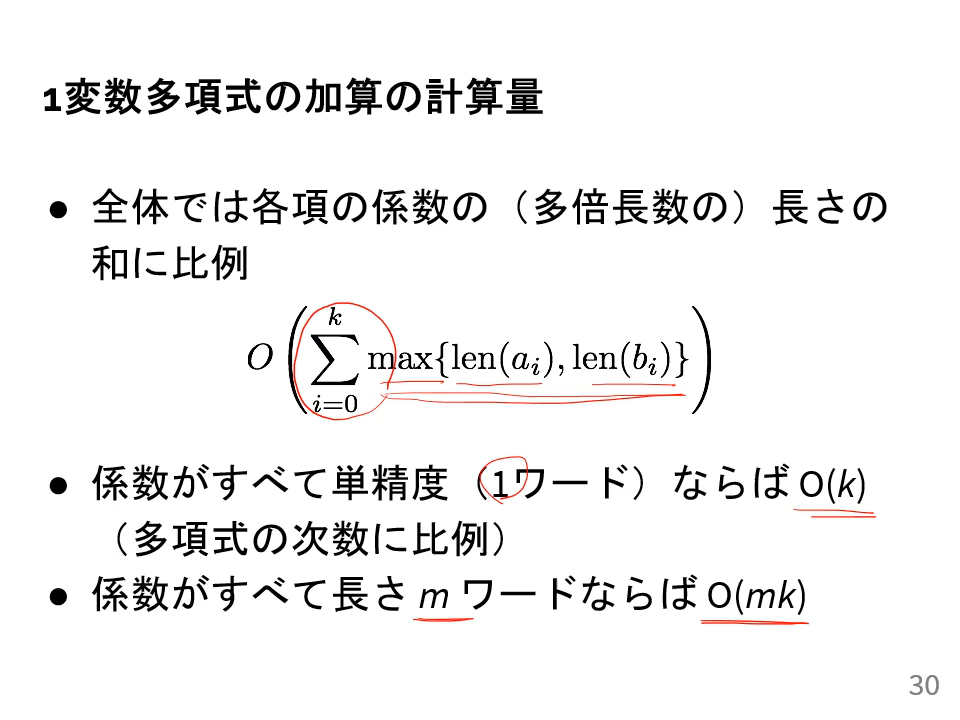 1変数多項式の加算の計算量
● 全体では各項の係数の（多倍長数の）長さの
和に比例
O(∑_{i=0}^{k} max{len(a_i), len(b_i)})
● 係数がすべて単精度（1ワード）ならば O(k)
（多項式の次数に比例）
● 係数がすべて長さ m ワードならば O(mk)
30